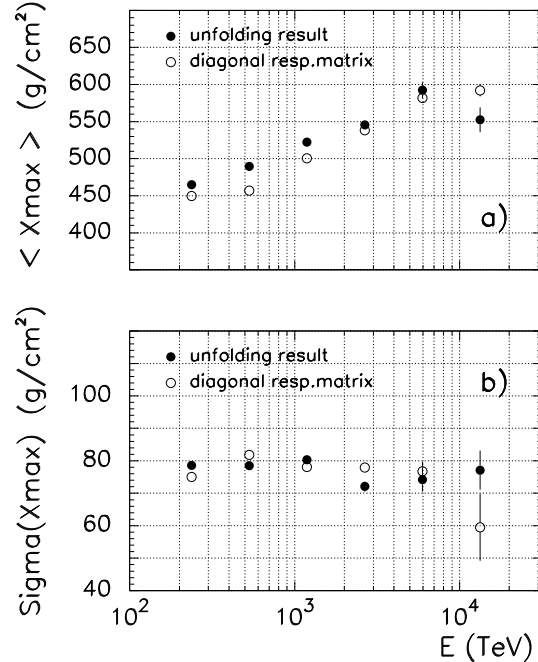 < Xmax > (g/cm²)
650
600
550
500
450
400
unfolding result
diagonal resp.matrix
a)
Sigma(Xmax) (g/cm²)
100
80
60
40
unfolding result
diagonal resp.matrix
b)
10² 10³ 10⁴
E (TeV)